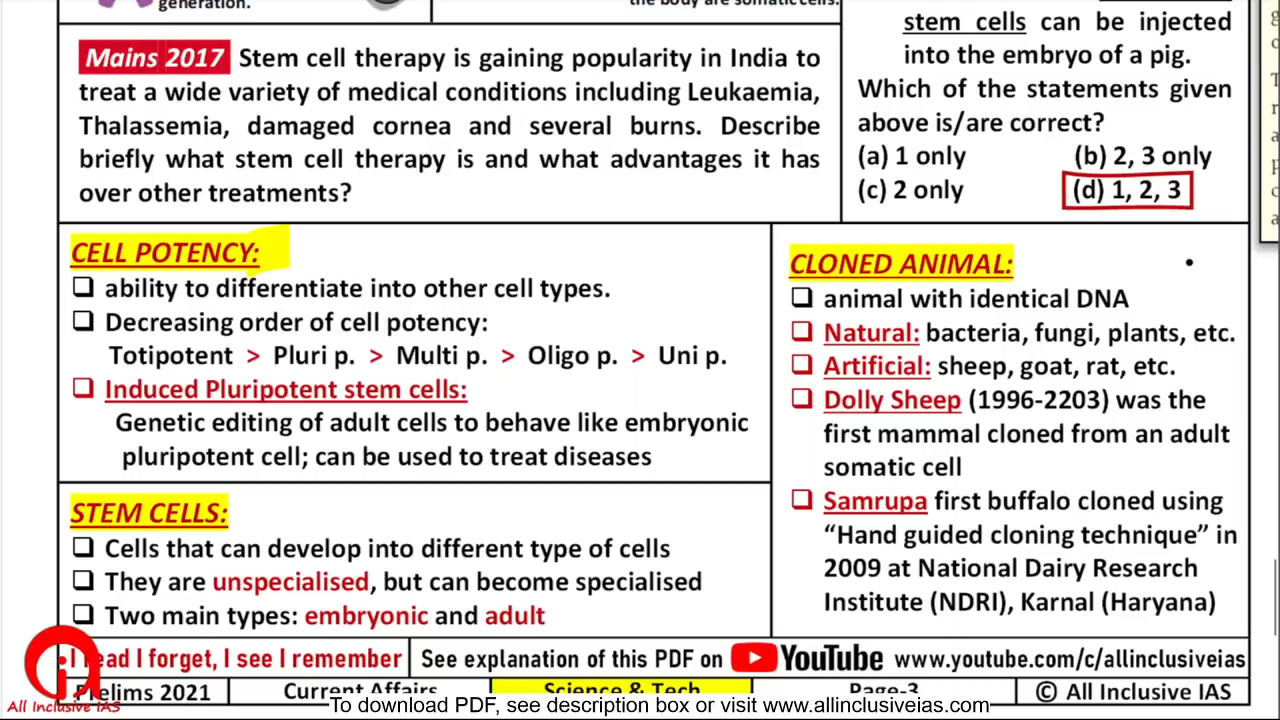 generation.
the body are somatic cells.
stem cells can be injected
into the embryo of a pig.
Which of the statements given
above is/are correct?
(a) 1 only (b) 2, 3 only
(c) 2 only (d) 1, 2, 3
Mains 2017 Stem cell therapy is gaining popularity in India to
treat a wide variety of medical conditions including Leukaemia,
Thalassemia, damaged cornea and several burns. Describe
briefly what stem cell therapy is and what advantages it has
over other treatments?
CELL POTENCY:
❑ ability to differentiate into other cell types.
❑ Decreasing order of cell potency:
Totipotent > Pluri p. > Multi p. > Oligo p. > Uni p.
❑ Induced Pluripotent stem cells:
Genetic editing of adult cells to behave like embryonic
pluripotent cell; can be used to treat diseases
STEM CELLS:
❑ Cells that can develop into different type of cells
❑ They are unspecialised, but can become specialised
❑ Two main types: embryonic and adult
CLONED ANIMAL:
❑ animal with identical DNA
❑ Natural: bacteria, fungi, plants, etc.
❑ Artificial: sheep, goat, rat, etc.
❑ Dolly Sheep (1996-2203) was the
first mammal cloned from an adult
somatic cell
❑ Samrupa first buffalo cloned using
“Hand guided cloning technique” in
2009 at National Dairy Research
Institute (NDRI), Karnal (Haryana)
I read I forget, I see I remember See explanation of this PDF on YouTube www.youtube.com/c/allinclusiveias
Prelims 2021 Current Affairs Science & Tech Page-3 © All Inclusive IAS
All Inclusive IAS
To download PDF, see description box or visit www.allinclusiveias.com